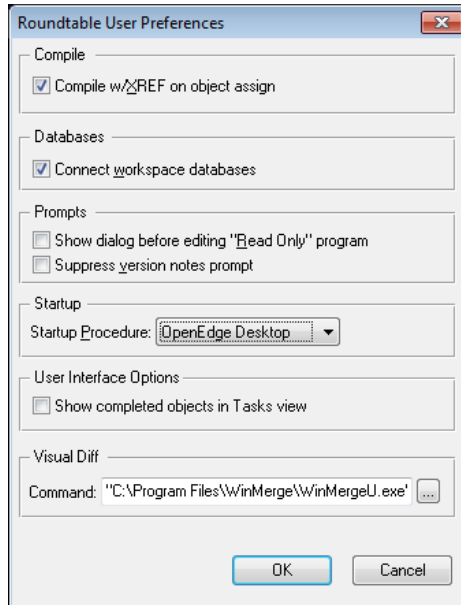 Roundtable User Preferences
Compile
Compile w/XREF on object assign
Databases
Connect workspace databases
Prompts
Show dialog before editing "Read Only" program
Suppress version notes prompt
Startup
Startup Procedure: OpenEdge Desktop
User Interface Options
Show completed objects in Tasks view
Visual Diff
Command: "C:\Program Files\WinMerge\WinMergeU.exe" ...
OK Cancel